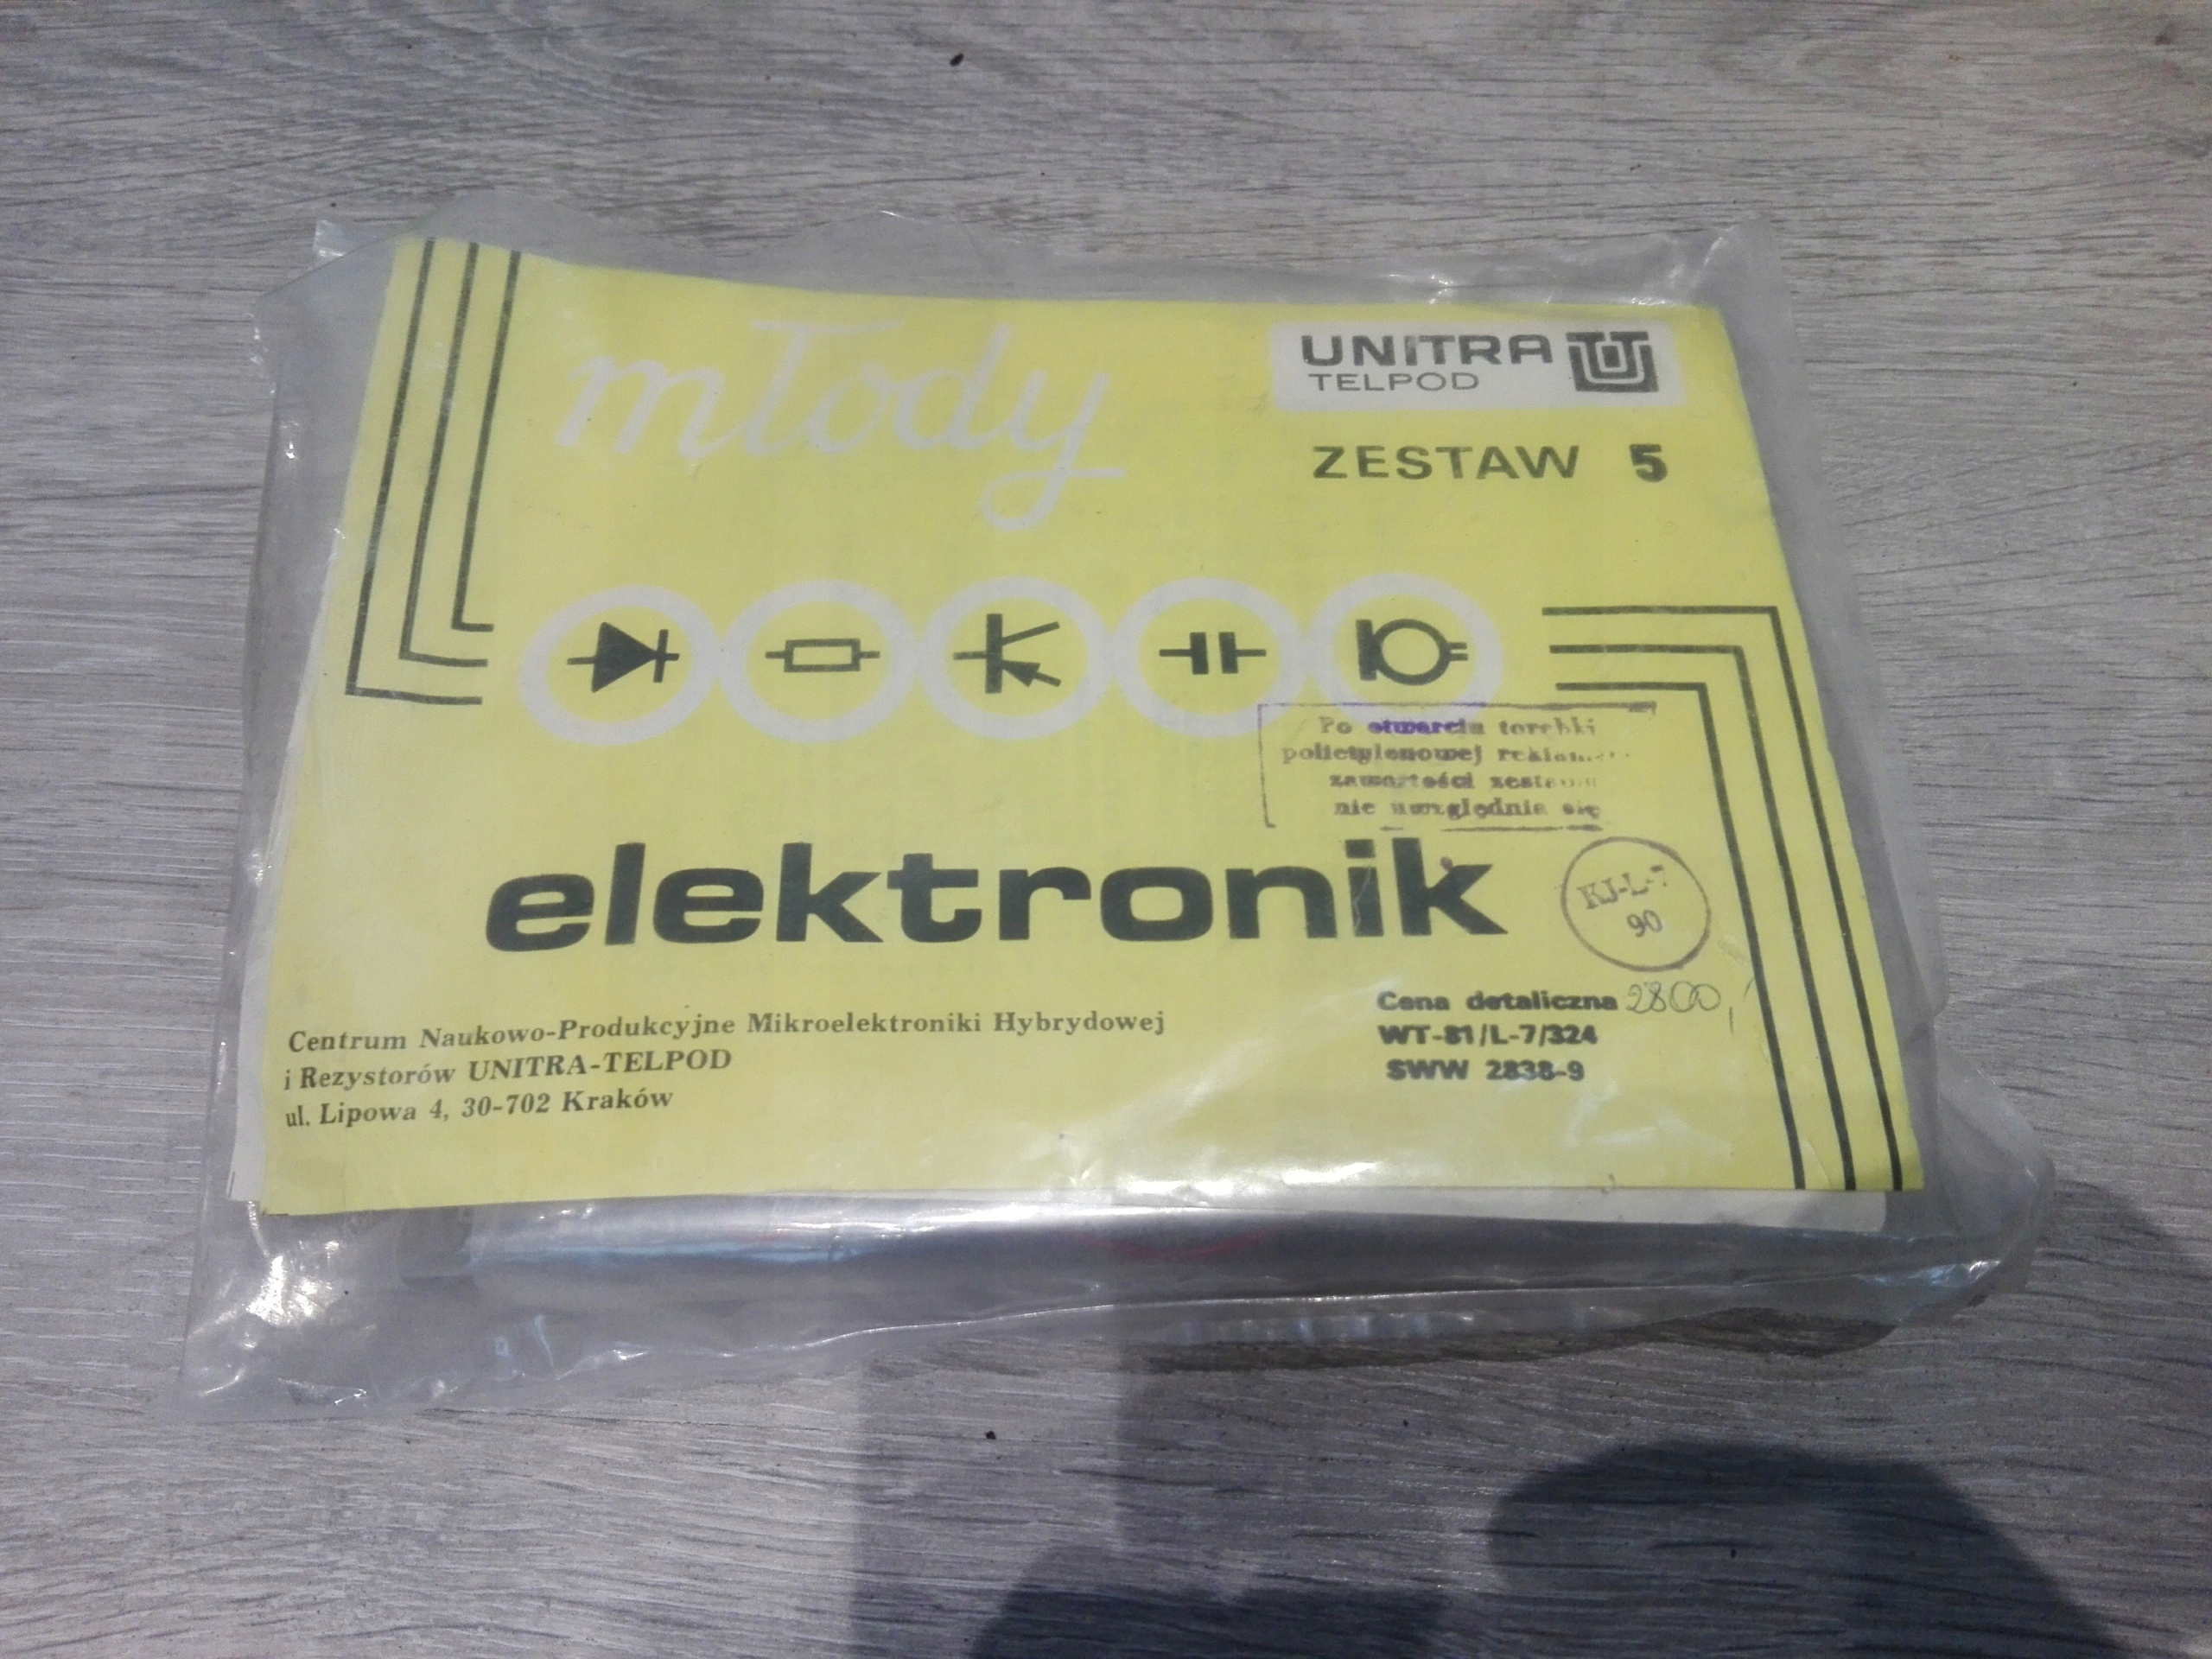 młody
UNITRA
TELPOD
ZESTAW 5
Po otwarciu torebki
polietylenowej
zawartości
nie uwzględnia się
elektronik
KJ-L-7
90
Centrum Naukowo-Produkcyjne Mikroelektroniki Hybrydowej
i Rezystorów UNITRA-TELPOD
ul. Lipowa 4, 30-702 Kraków
Cena detaliczna 2800,
WT-81/L-7/324
SWW 2838-9